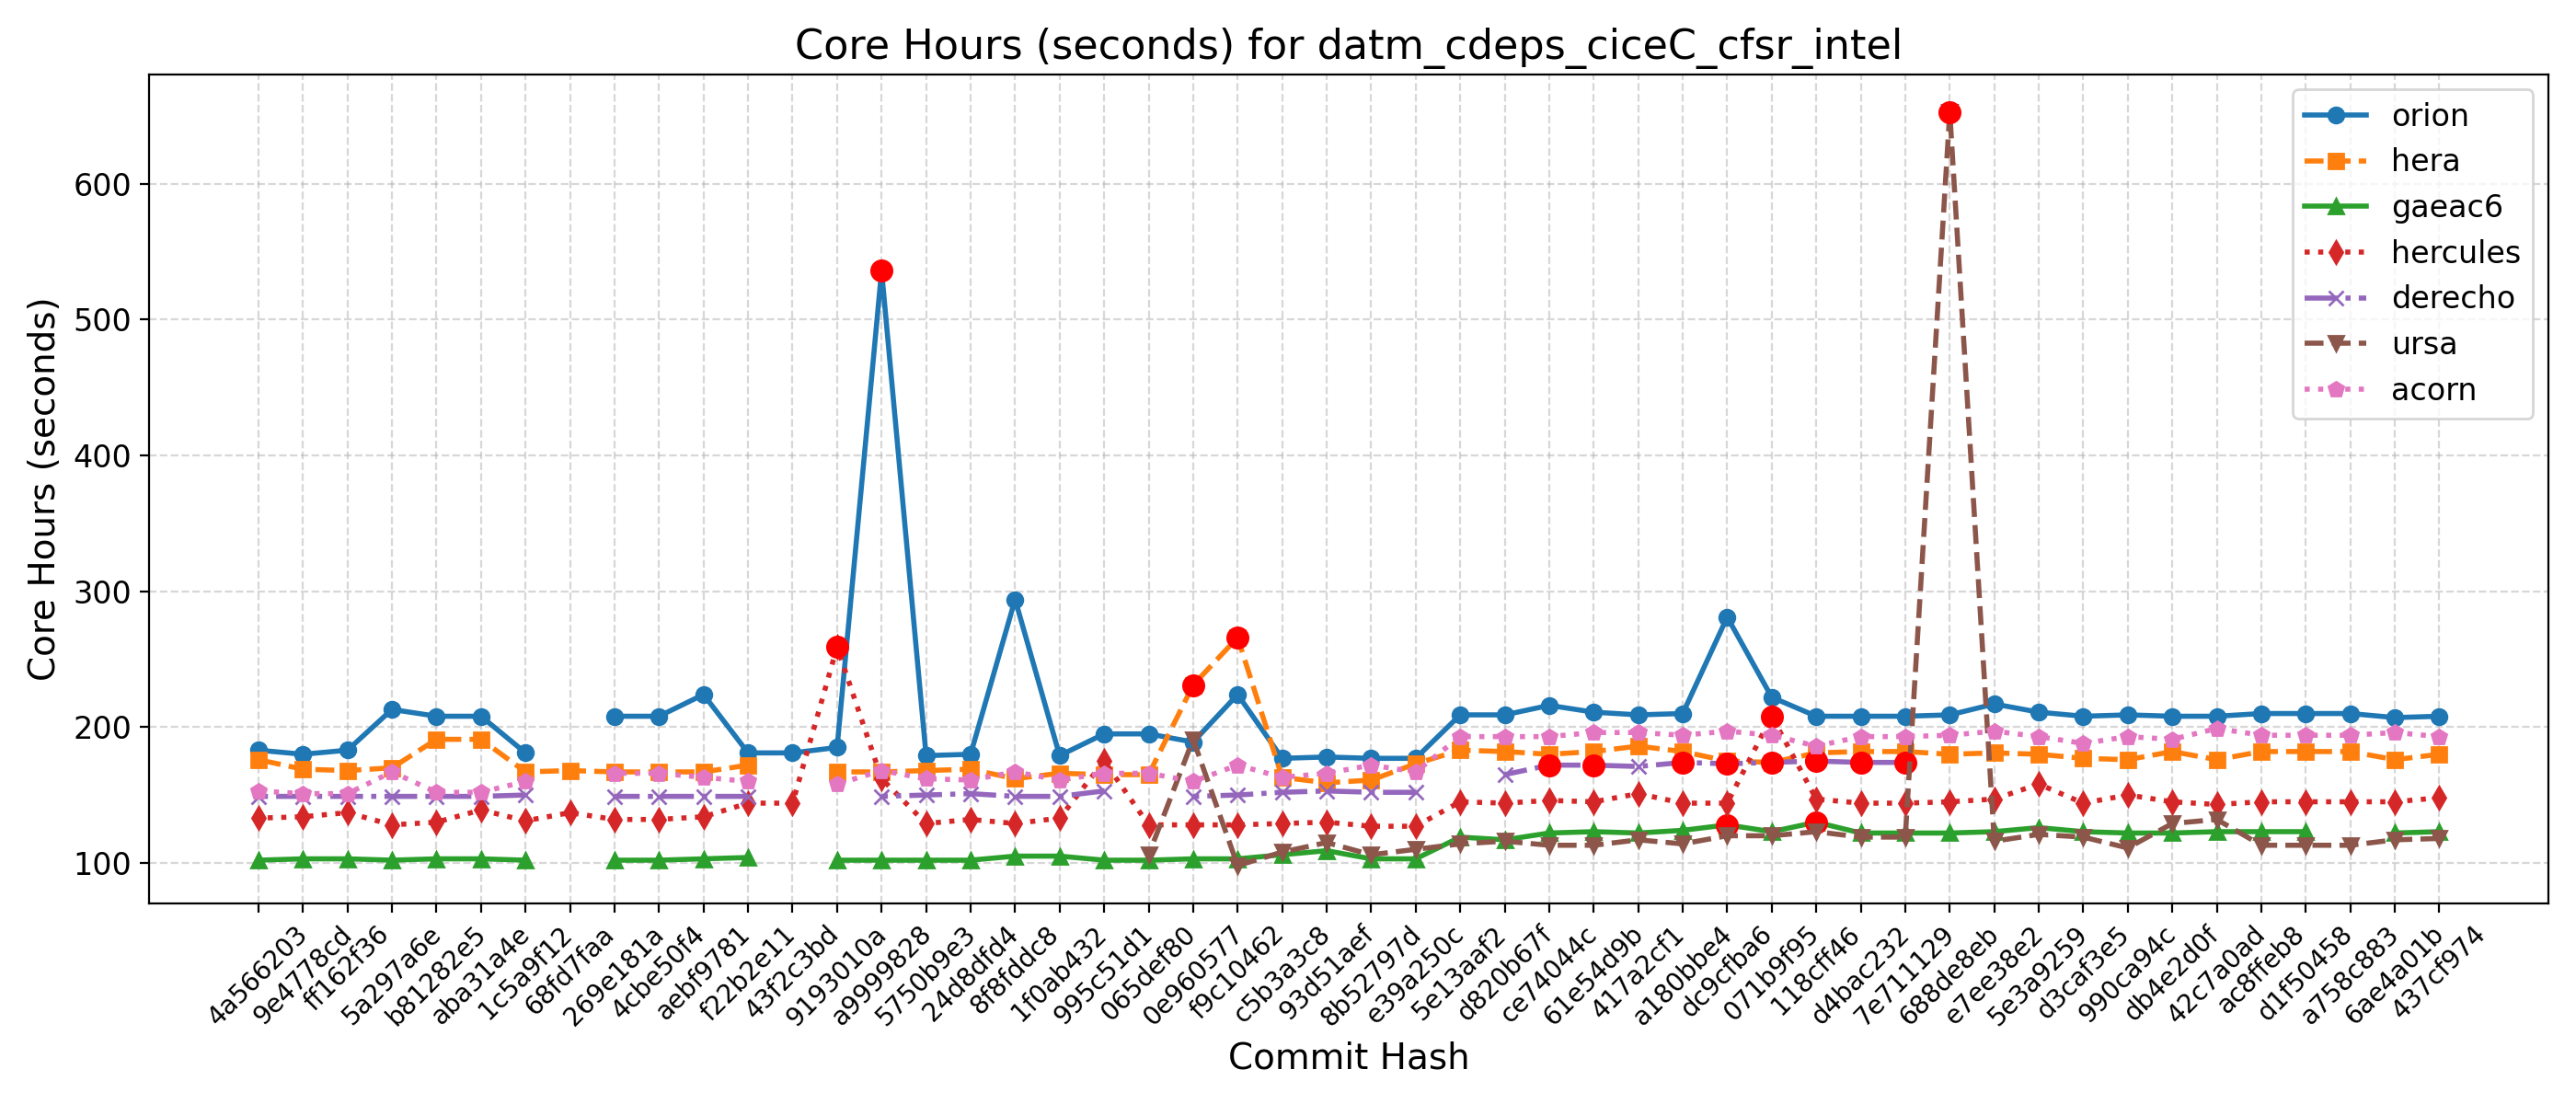 Core Hours (seconds) for datm_cdeps_ciceC_cfsr_intel
Core Hours (seconds)
600
500
400
300
200
100
orion
hera
gaeac6
hercules
derecho
ursa
acorn
4a566203
9e4778cd
ff162f36
5a297a6e
b81282e5
aba31a4e
1c5a9f12
68fd7faa
269e181a
4cbe50f4
aebf9781
f22b2e11
43f2c3bd
9193010a
a9999828
5750b9e3
24d8dfd4
8f8fddc8
1f0ab432
995c51d1
065def80
0e960577
f9c10462
c5b3a3c8
93d51aef
8b52797d
e39a250c
5e13aaf2
d820b67f
ce74044c
61e54d9b
417a2cf1
a180bbe4
dc9cfba6
071b9f95
118cff46
d4bac232
7e711129
688de8eb
e7ee38e2
5e3a9259
d3caf3e5
990ca94c
db4e2d0f
42c7a0ad
ac8ffeb8
d1f50458
a758c883
6ae4a01b
437cf974
Commit Hash